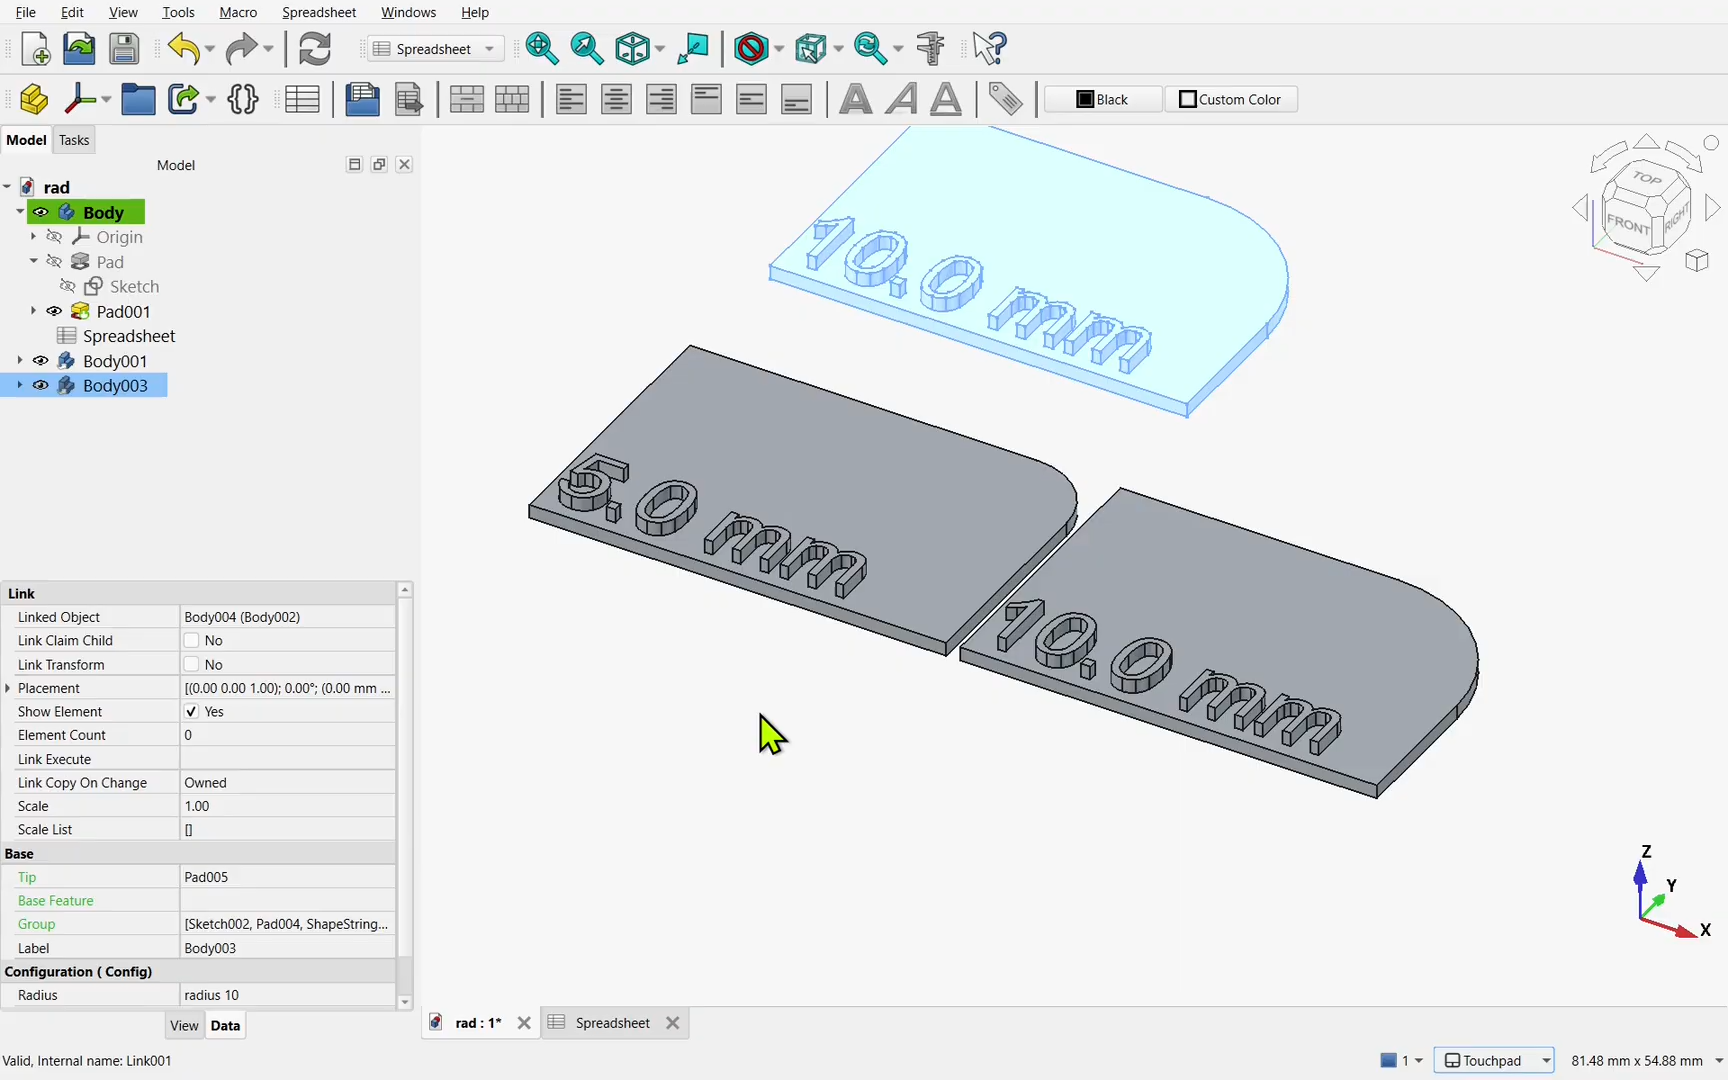 File Edit View Tools Macro Spreadsheet Windows Help
Spreadsheet
Black Custom Color
Model Tasks
Model
rad
Body
Origin
Pad
Sketch
Pad001
Spreadsheet
Body001
Body003
10.0 mm
5.0 mm
10.0 mm
TOP
FRONT
RIGHT
Z
Y
X
Link
Linked Object Body004 (Body002)
Link Claim Child No
Link Transform No
Placement [(0.00 0.00 1.00); 0.00°; (0.00 mm ...
Show Element Yes
Element Count 0
Link Execute
Link Copy On Change Owned
Scale 1.00
Scale List []
Base
Tip Pad005
Base Feature
Group [Sketch002, Pad004, ShapeString...
Label Body003
Configuration ( Config)
Radius radius 10
View Data
rad : 1* Spreadsheet
Valid, Internal name: Link001
1 Touchpad 81.48 mm x 54.88 mm